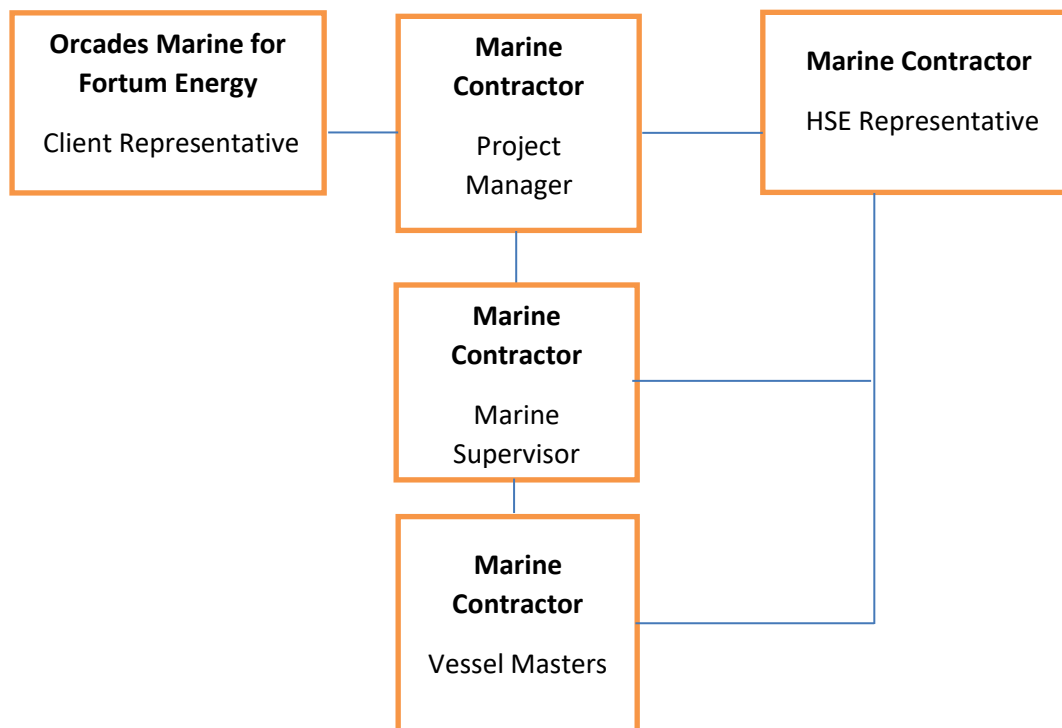 Orcades Marine for
Fortum Energy
Client Representative
Marine
Contractor
Project
Manager
Marine Contractor
HSE Representative
Marine
Contractor
Marine
Supervisor
Marine
Contractor
Vessel Masters